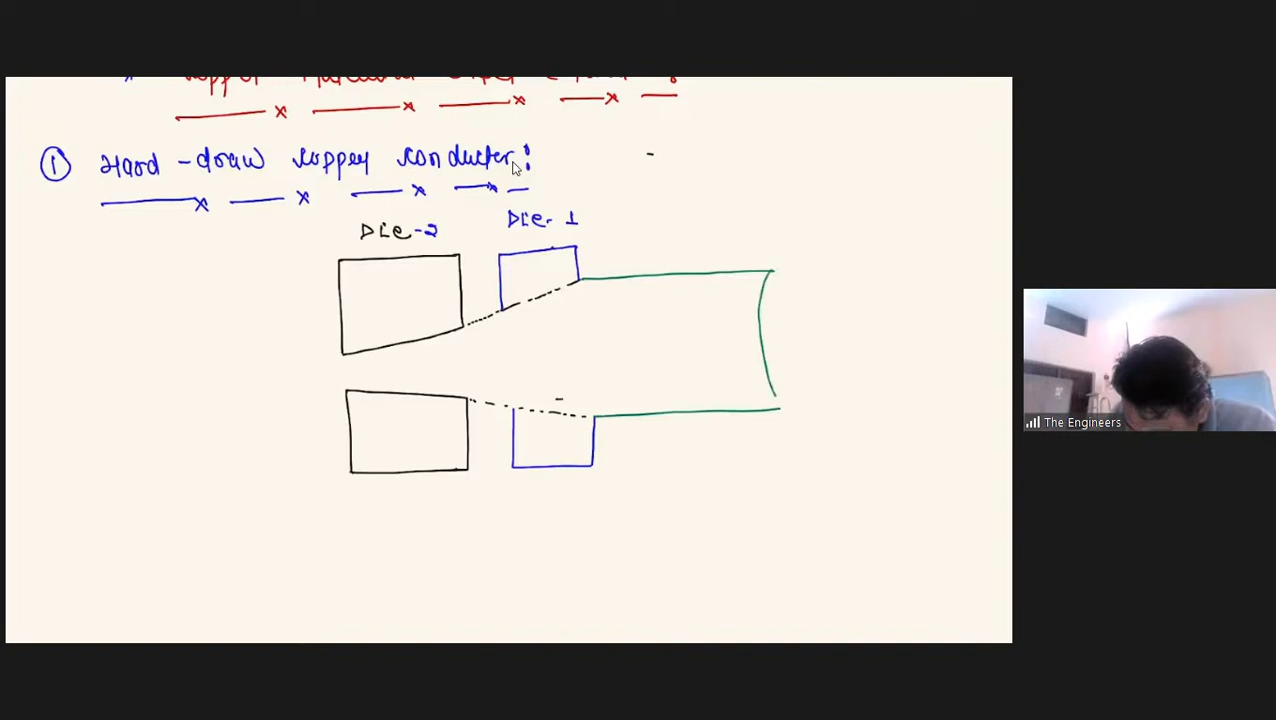 ① Hard-draw copper conductor:
Die-2 Die-1
The Engineers